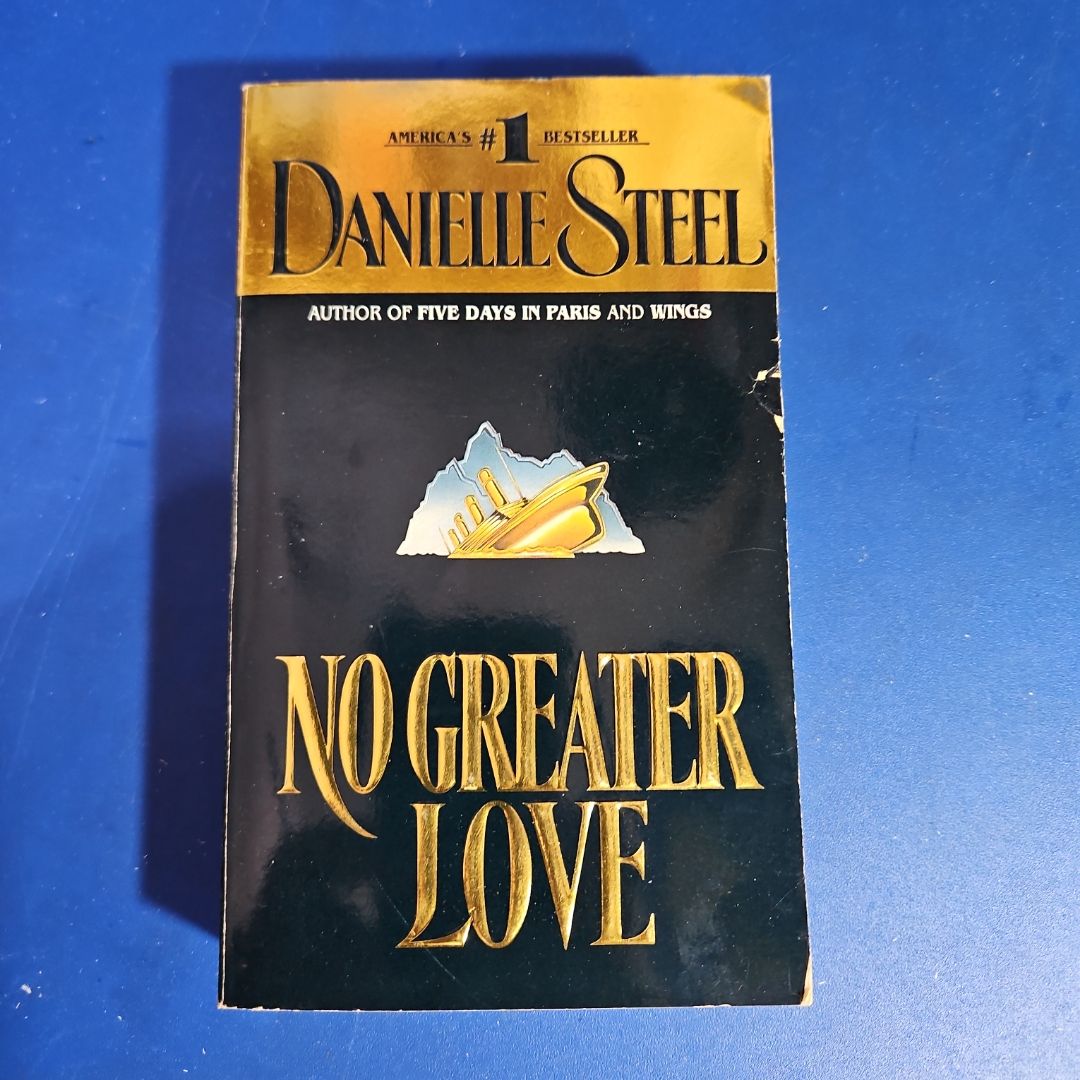 AMERICA'S #1 BESTSELLER
DANIELLE STEEL
AUTHOR OF FIVE DAYS IN PARIS AND WINGS
NO GREATER
LOVE